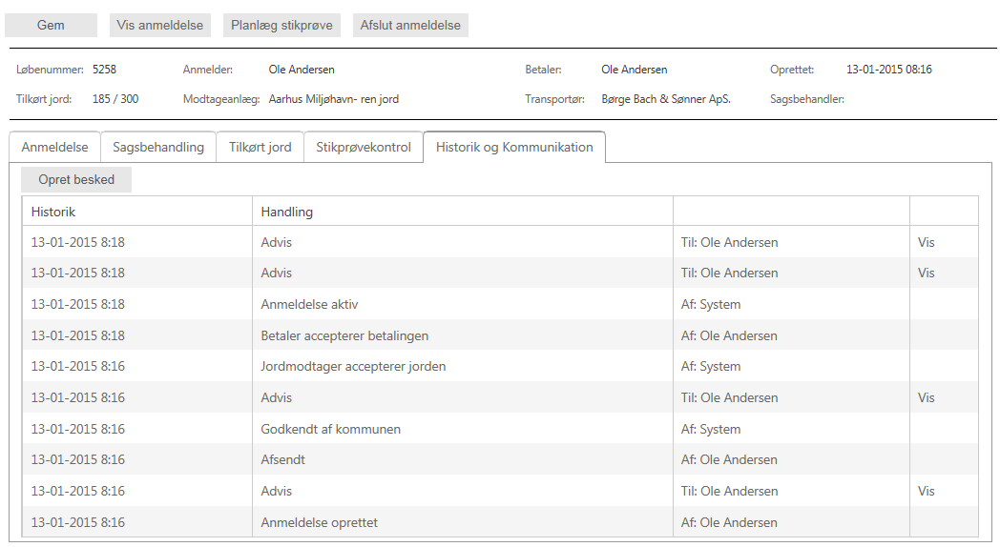 Gem Vis anmeldelse Planlæg stikprøve Afslut anmeldelse
Løbenummer: 5258 Anmelder: Ole Andersen Betaler: Ole Andersen Oprettet: 13-01-2015 08:16
Tilkørt jord: 185 / 300 Modtageanlæg: Aarhus Miljøhavn- ren jord Transportør: Børge Bach & Sønner ApS. Sagsbehandler:
Anmeldelse Sagsbehandling Tilkørt jord Stikprøvekontrol Historik og Kommunikation
Opret besked
Historik Handling
13-01-2015 8:18 Advis Til: Ole Andersen Vis
13-01-2015 8:18 Advis Til: Ole Andersen Vis
13-01-2015 8:18 Anmeldelse aktiv Af: System
13-01-2015 8:18 Betaler accepterer betalingen Af: Ole Andersen
13-01-2015 8:16 Jordmodtager accepterer jorden Af: System
13-01-2015 8:16 Advis Til: Ole Andersen Vis
13-01-2015 8:16 Godkendt af kommunen Af: System
13-01-2015 8:16 Afsendt Af: Ole Andersen
13-01-2015 8:16 Advis Til: Ole Andersen Vis
13-01-2015 8:16 Anmeldelse oprettet Af: Ole Andersen